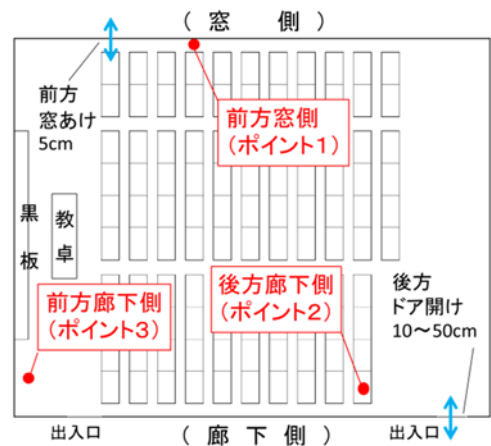 （ 窓 側 ）
前方
窓あけ
5cm
前方窓側
（ポイント1）
黒 板
教 卓
前方廊下側
（ポイント3）
後方廊下側
（ポイント2）
後方
ドア開け
10～50cm
出入口
（ 廊 下 側 ）
出入口